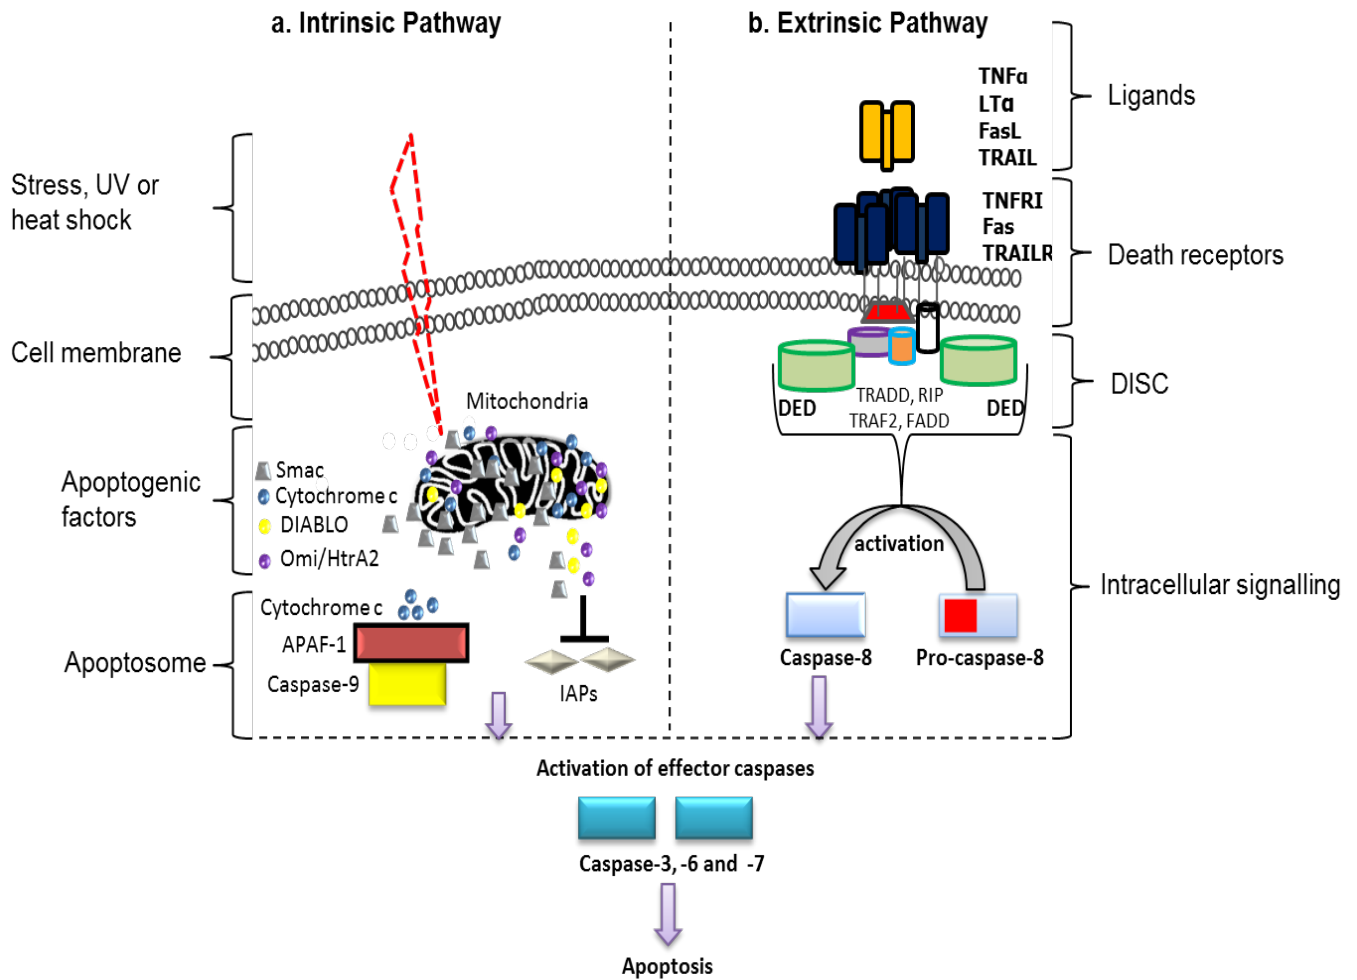 a. Intrinsic Pathway
b. Extrinsic Pathway
Stress, UV or
heat shock
Cell membrane
Apoptogenic
factors
Apoptosome
Mitochondria
Smac
Cytochrome c
DIABLO
Omi/HtrA2
Cytochrome c
APAF-1
Caspase-9
IAPs
TNFα
LTα
FasL
TRAIL
Ligands
TNFRI
Fas
TRAILR
Death receptors
DISC
DED
TRADD, RIP
TRAF2, FADD
DED
activation
Caspase-8
Pro-caspase-8
Intracellular signalling
Activation of effector caspases
Caspase-3, -6 and -7
Apoptosis